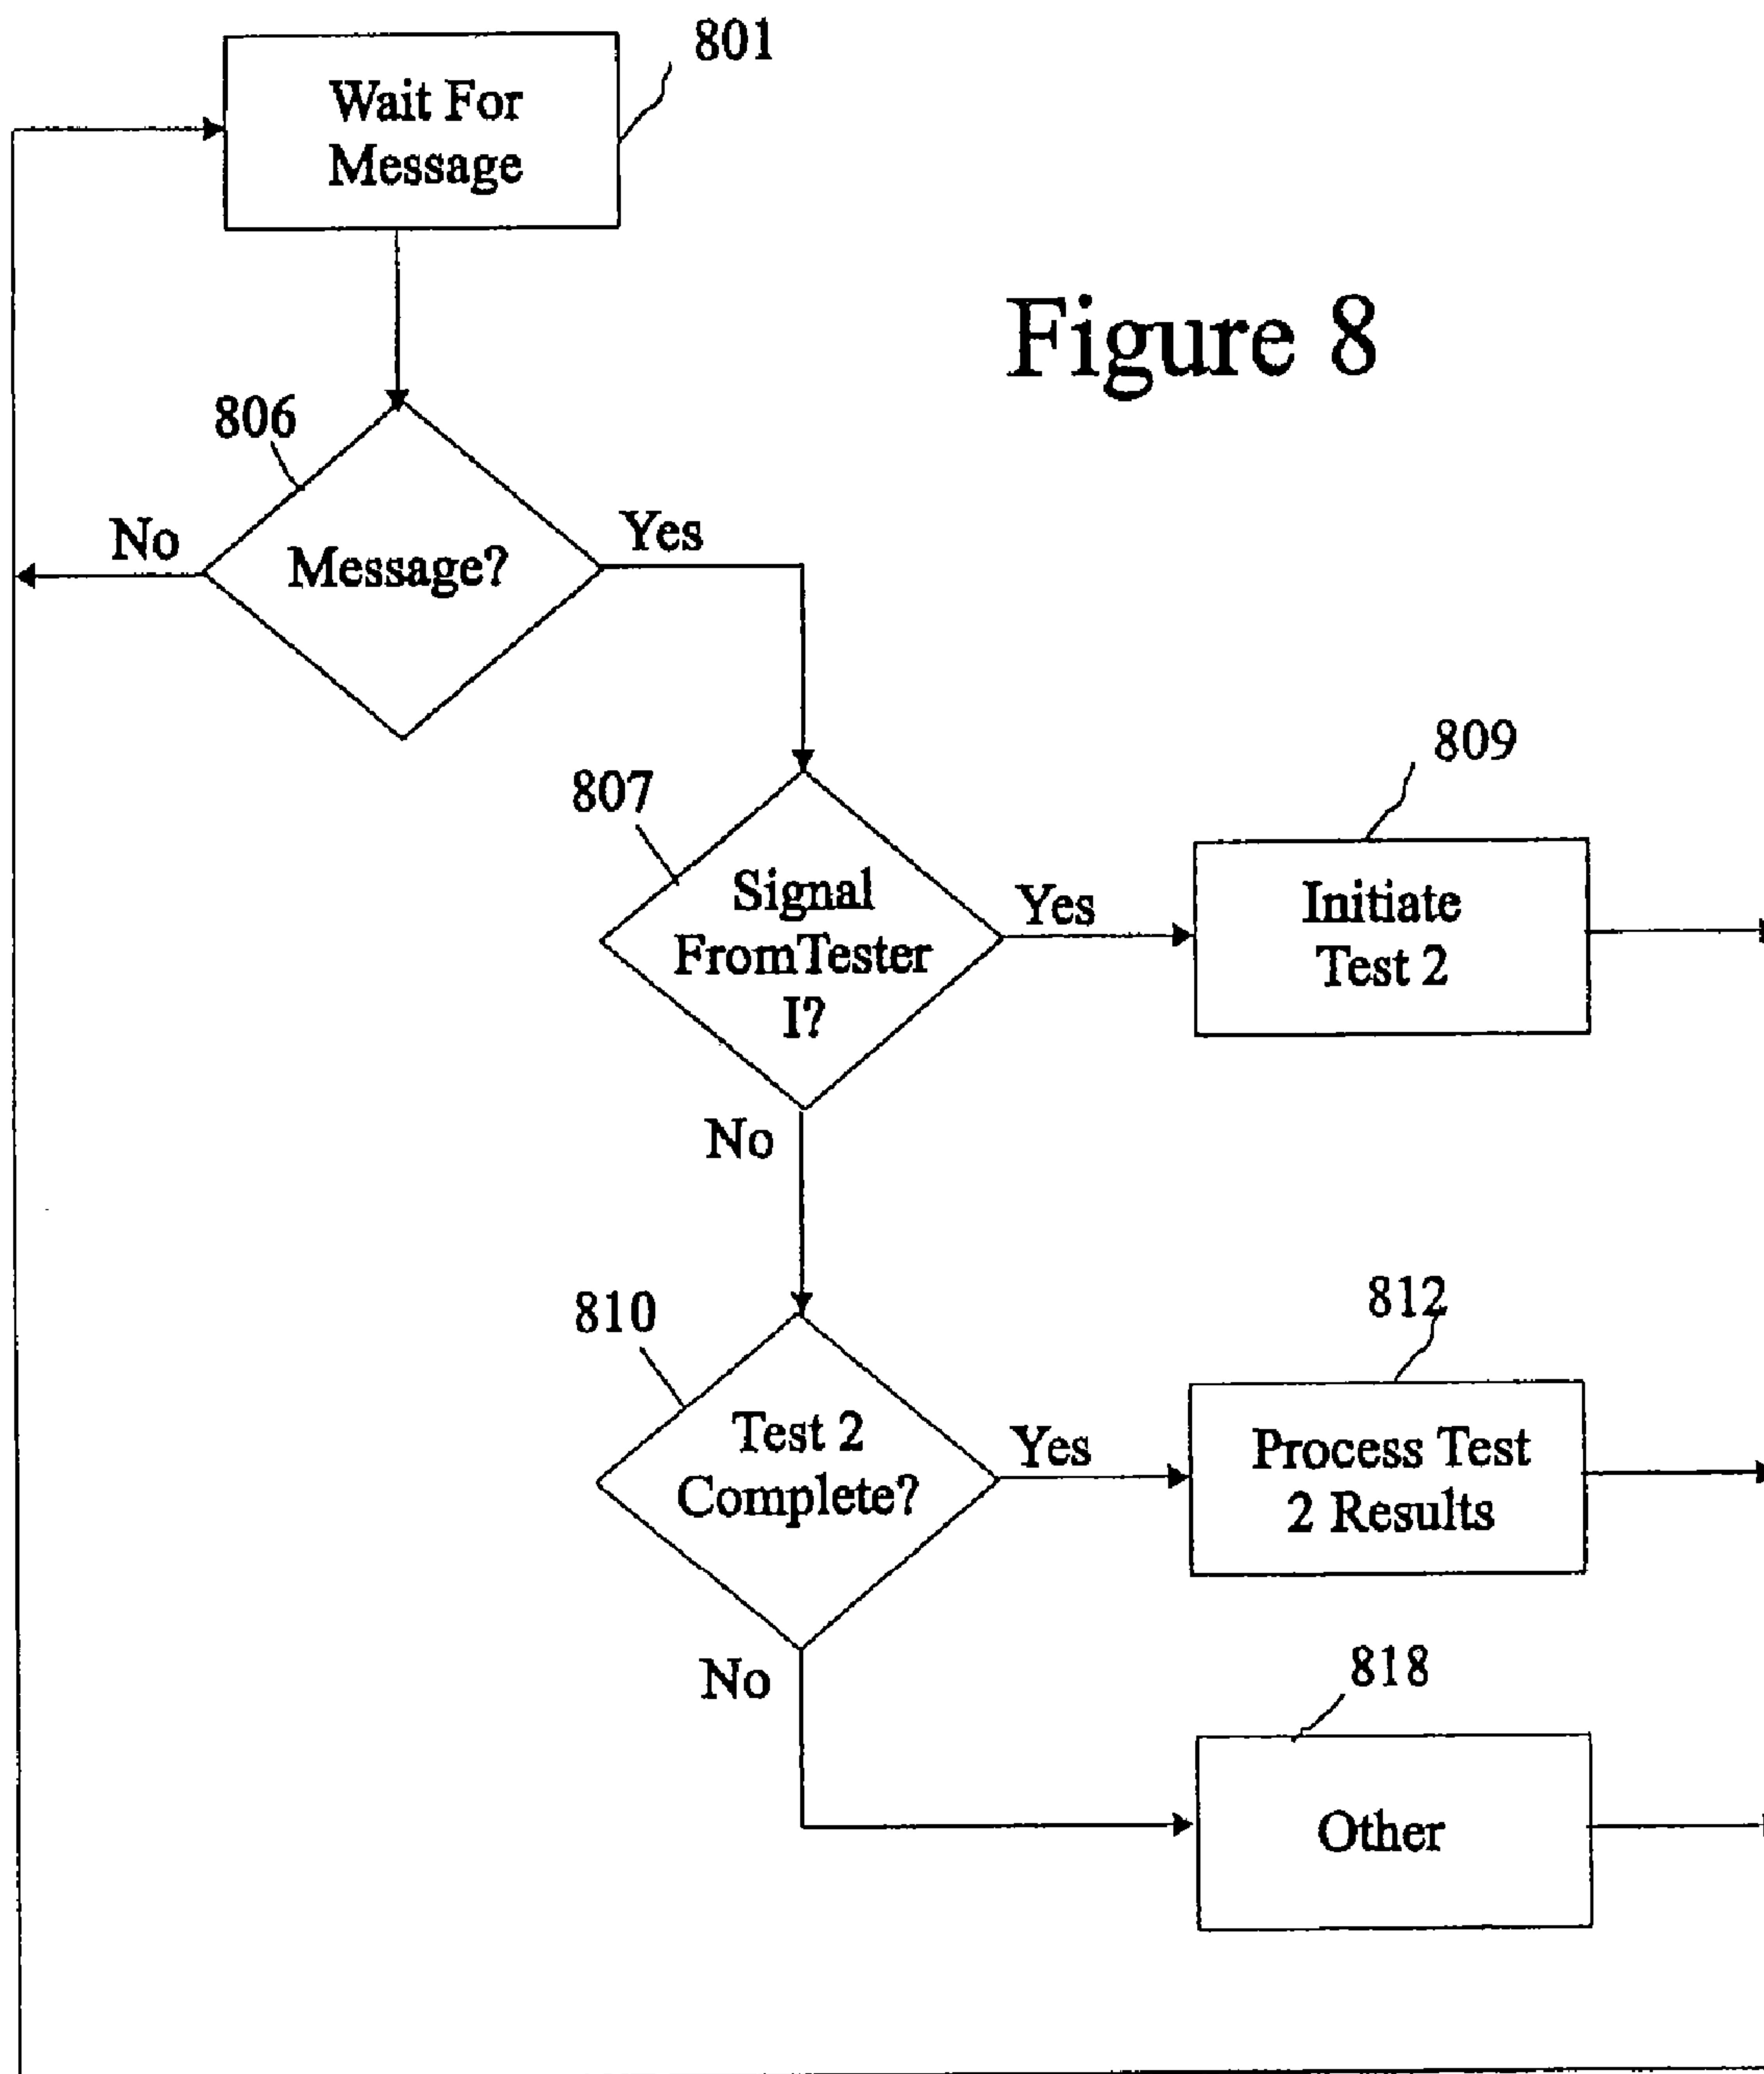 801
Wait For
Message
Figure 8
806
No
Message?
Yes
807
Signal
FromTester
I?
Yes
809
Initiate
Test 2
No
810
Test 2
Complete?
Yes
812
Process Test
2 Results
No
818
Other